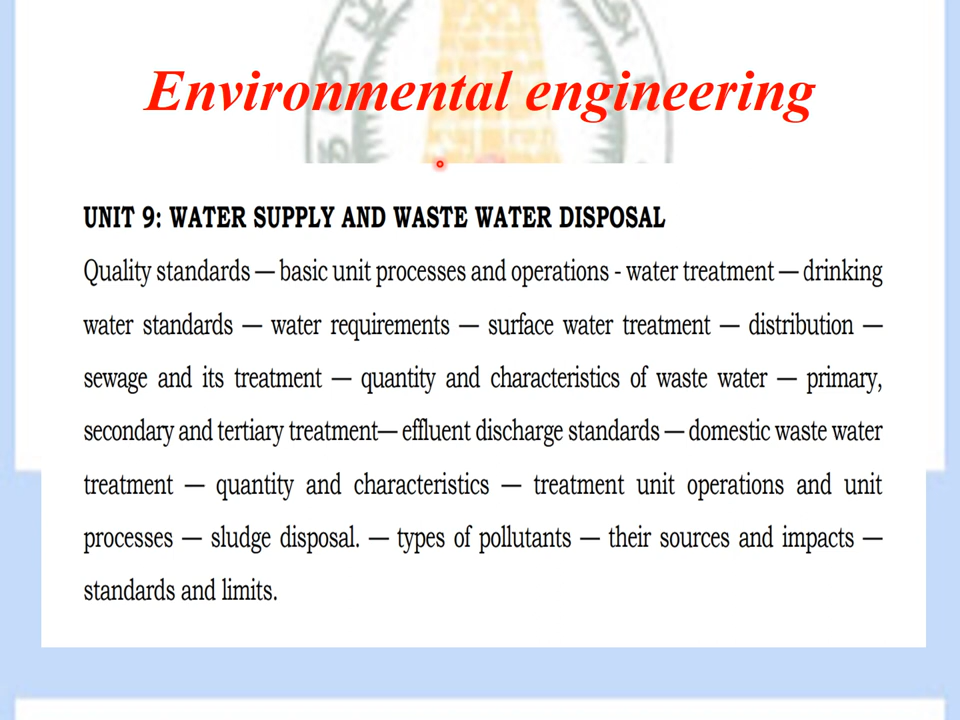 Environmental engineering
UNIT 9: WATER SUPPLY AND WASTE WATER DISPOSAL
Quality standards — basic unit processes and operations - water treatment — drinking
water standards — water requirements — surface water treatment — distribution —
sewage and its treatment — quantity and characteristics of waste water — primary,
secondary and tertiary treatment— effluent discharge standards — domestic waste water
treatment — quantity and characteristics — treatment unit operations and unit
processes — sludge disposal. — types of pollutants — their sources and impacts —
standards and limits.